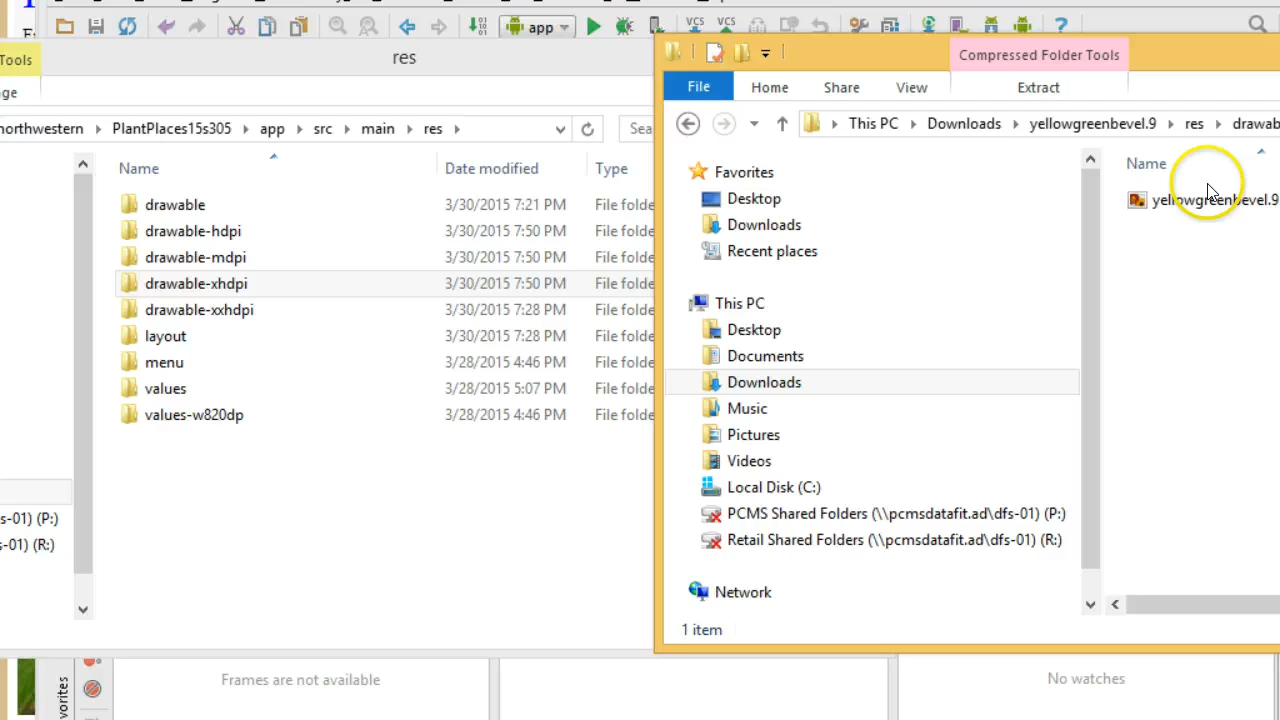 app
VCS VCS
Tools
res
nge
northwestern PlantPlaces15s305 app src main res
Sea
Name Date modified Type
drawable 3/30/2015 7:21 PM File folde
drawable-hdpi 3/30/2015 7:50 PM File folde
drawable-mdpi 3/30/2015 7:50 PM File folde
drawable-xhdpi 3/30/2015 7:50 PM File folde
drawable-xxhdpi 3/30/2015 7:28 PM File folde
layout 3/30/2015 7:28 PM File folde
menu 3/28/2015 4:46 PM File folde
values 3/28/2015 5:07 PM File folde
values-w820dp 3/28/2015 4:46 PM File folde
s-01) (P:)
s-01) (R:)
Compressed Folder Tools
File Home Share View Extract
This PC Downloads yellowgreenbevel.9 res drawab
Favorites
Desktop
Downloads
Recent places
This PC
Desktop
Documents
Downloads
Music
Pictures
Videos
Local Disk (C:)
PCMS Shared Folders (\\pcmsdatafit.ad\dfs-01) (P:)
Retail Shared Folders (\\pcmsdatafit.ad\dfs-01) (R:)
Network
1 item
Name
yellowgreenbevel.9
vorites
Frames are not available
No watches